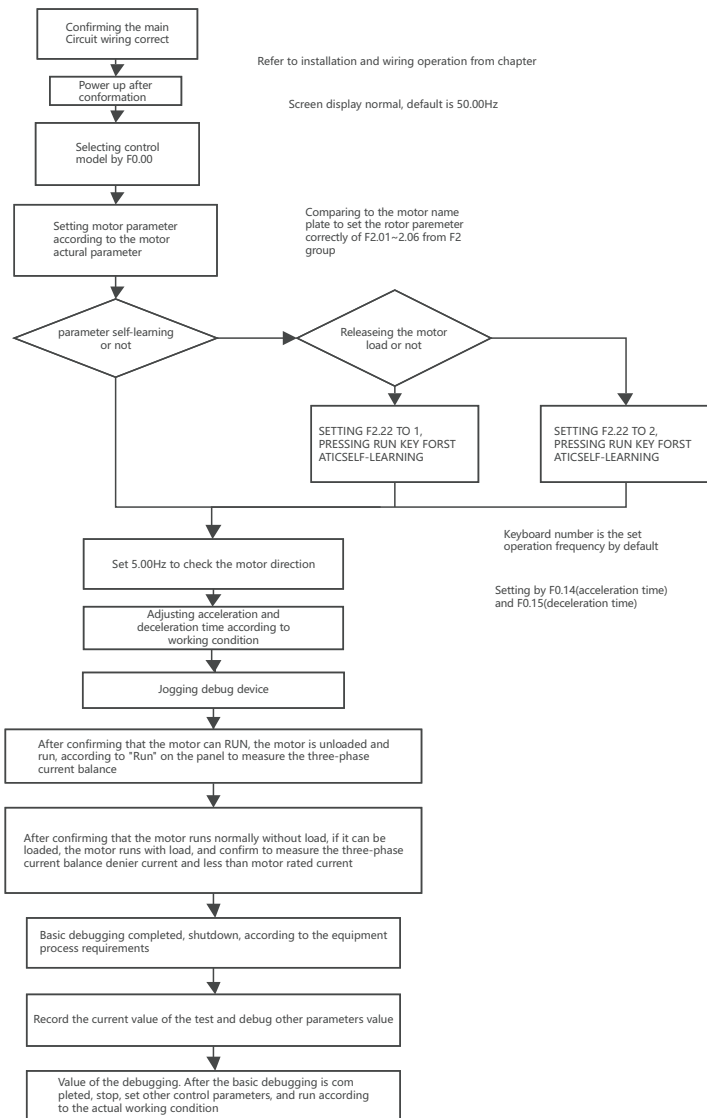 Confirming the main
Circuit wiring correct
Refer to installation and wiring operation from chapter
Power up after
conformation
Screen display normal, default is 50.00Hz
Selecting control
model by F0.00
Setting motor parameter
according to the motor
actural parameter
Comparing to the motor name
plate to set the rotor paremeter
correctly of F2.01~2.06 from F2
group
parameter self-learning
or not
Releaseing the motor
load or not
SETTING F2.22 TO 1,
PRESSING RUN KEY FORST
ATICSELF-LEARNING
SETTING F2.22 TO 2,
PRESSING RUN KEY FORST
ATICSELF-LEARNING
Keyboard number is the set
operation frequency by default
Set 5.00Hz to check the motor direction
Setting by F0.14(acceleration time)
and F0.15(deceleration time)
Adjusting acceleration and
deceleration time according to
working condition
Jogging debug device
After confirming that the motor can RUN, the motor is unloaded and
run, according to "Run" on the panel to measure the three-phase
current balance
After confirming that the motor runs normally without load, if it can be
loaded, the motor runs with load, and confirm to measure the three-phase
current balance denier current and less than motor rated current
Basic debugging completed, shutdown, according to the equipment
process requirements
Record the current value of the test and debug other parameters value
Value of the debugging. After the basic debugging is com
pleted, stop, set other control parameters, and run according
to the actual working condition